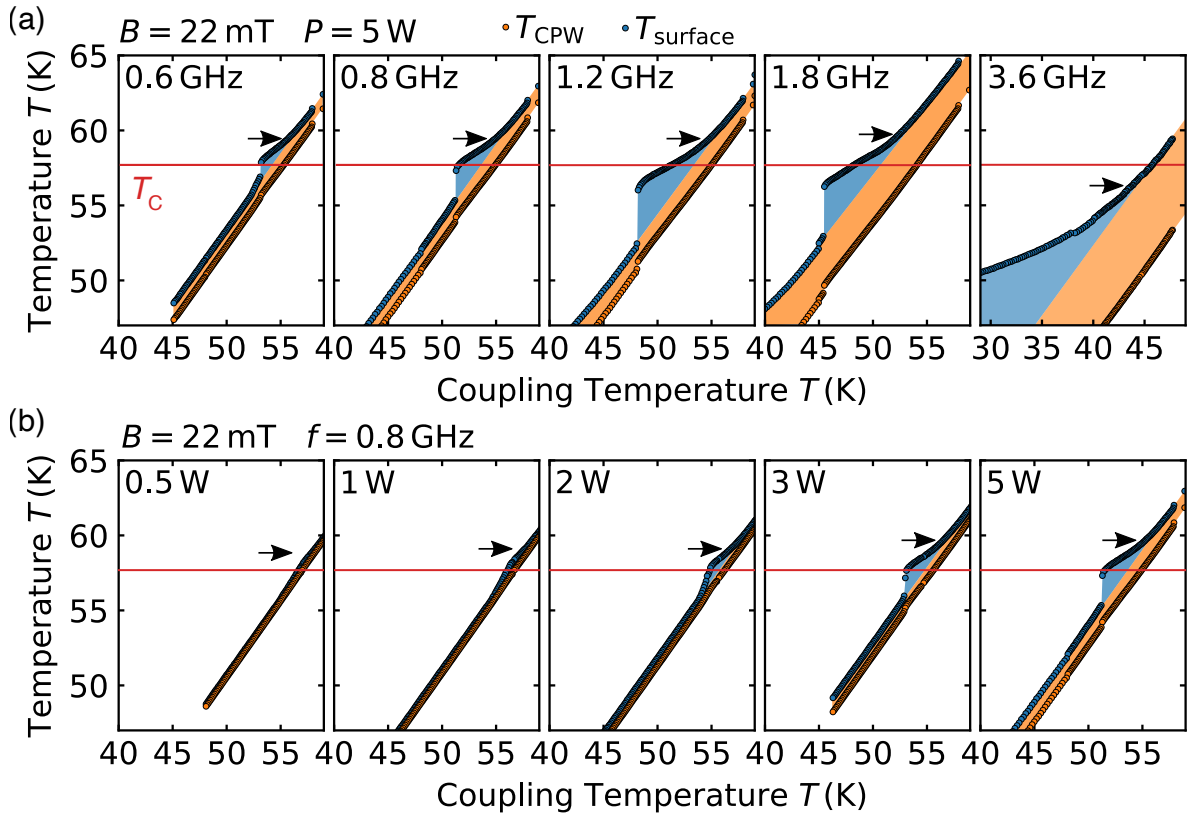 (a)
B = 22 mT P = 5 W T_CPW T_surface
0.6 GHz 0.8 GHz 1.2 GHz 1.8 GHz 3.6 GHz
T_C
65
60
55
50
Temperature T (K)
40 45 50 55 40 45 50 55 40 45 50 55 40 45 50 55 30 35 40 45
Coupling Temperature T (K)
(b)
B = 22 mT f = 0.8 GHz
0.5 W 1 W 2 W 3 W 5 W
65
60
55
50
Temperature T (K)
40 45 50 55 40 45 50 55 40 45 50 55 40 45 50 55 40 45 50 55
Coupling Temperature T (K)